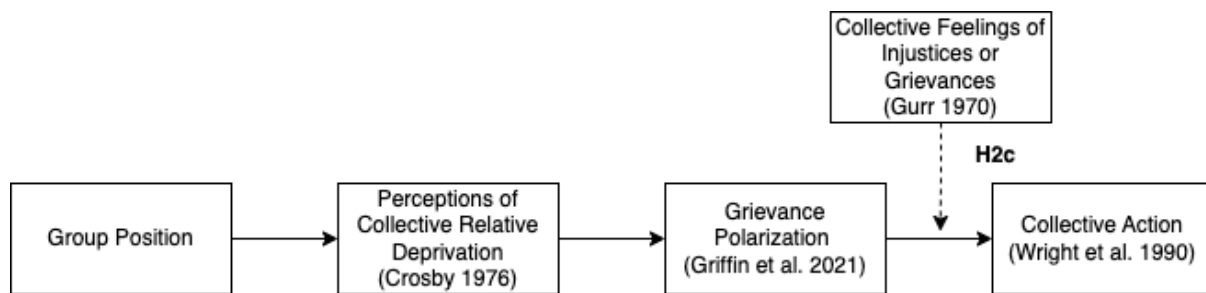 Collective Feelings of
Injustices or
Grievances
(Gurr 1970)
H2c
Group Position
Perceptions of
Collective Relative
Deprivation
(Crosby 1976)
Grievance
Polarization
(Griffin et al. 2021)
Collective Action
(Wright et al. 1990)